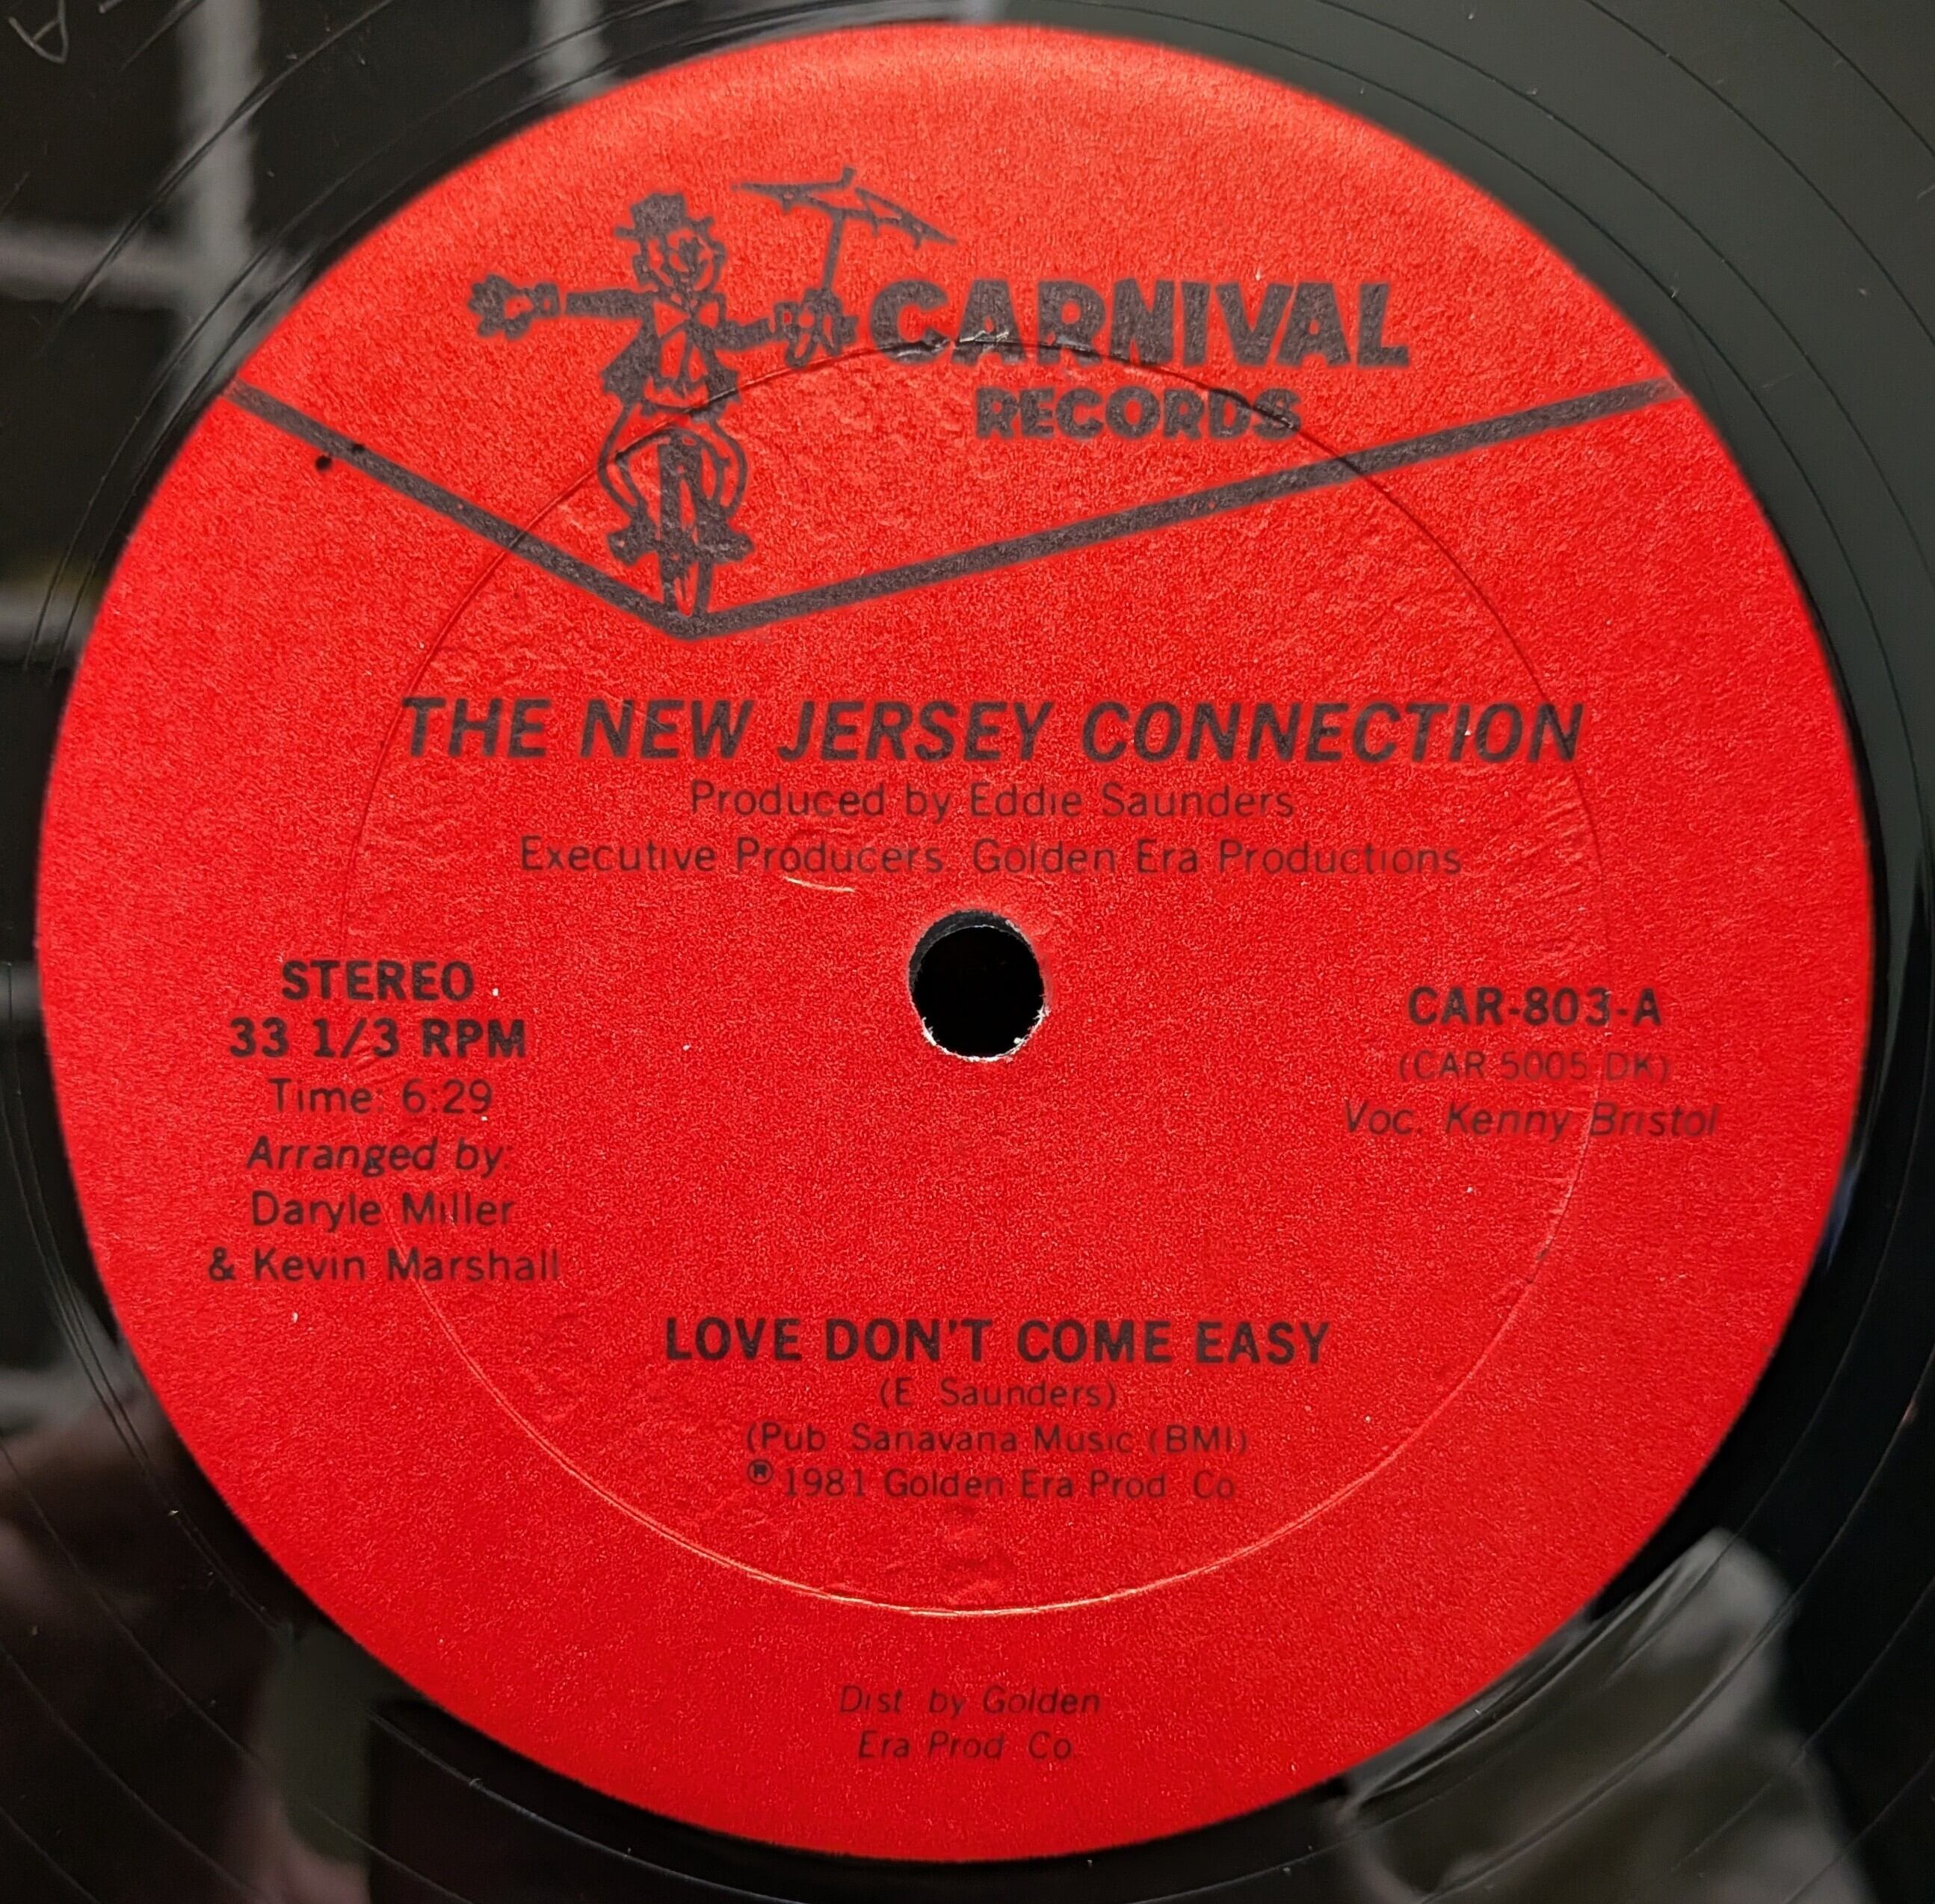 CARNIVAL
RECORDS
THE NEW JERSEY CONNECTION
Produced by Eddie Saunders
Executive Producers Golden Era Productions
STEREO
33 1/3 RPM
Time: 6:29
Arranged by:
Daryle Miller
& Kevin Marshall
CAR-803-A
(CAR 5005 DK)
Voc. Kenny Bristol
LOVE DON'T COME EASY
(E Saunders)
(Pub Sanavana Music (BMI)
® 1981 Golden Era Prod Co
Dist by Golden
Era Prod Co.